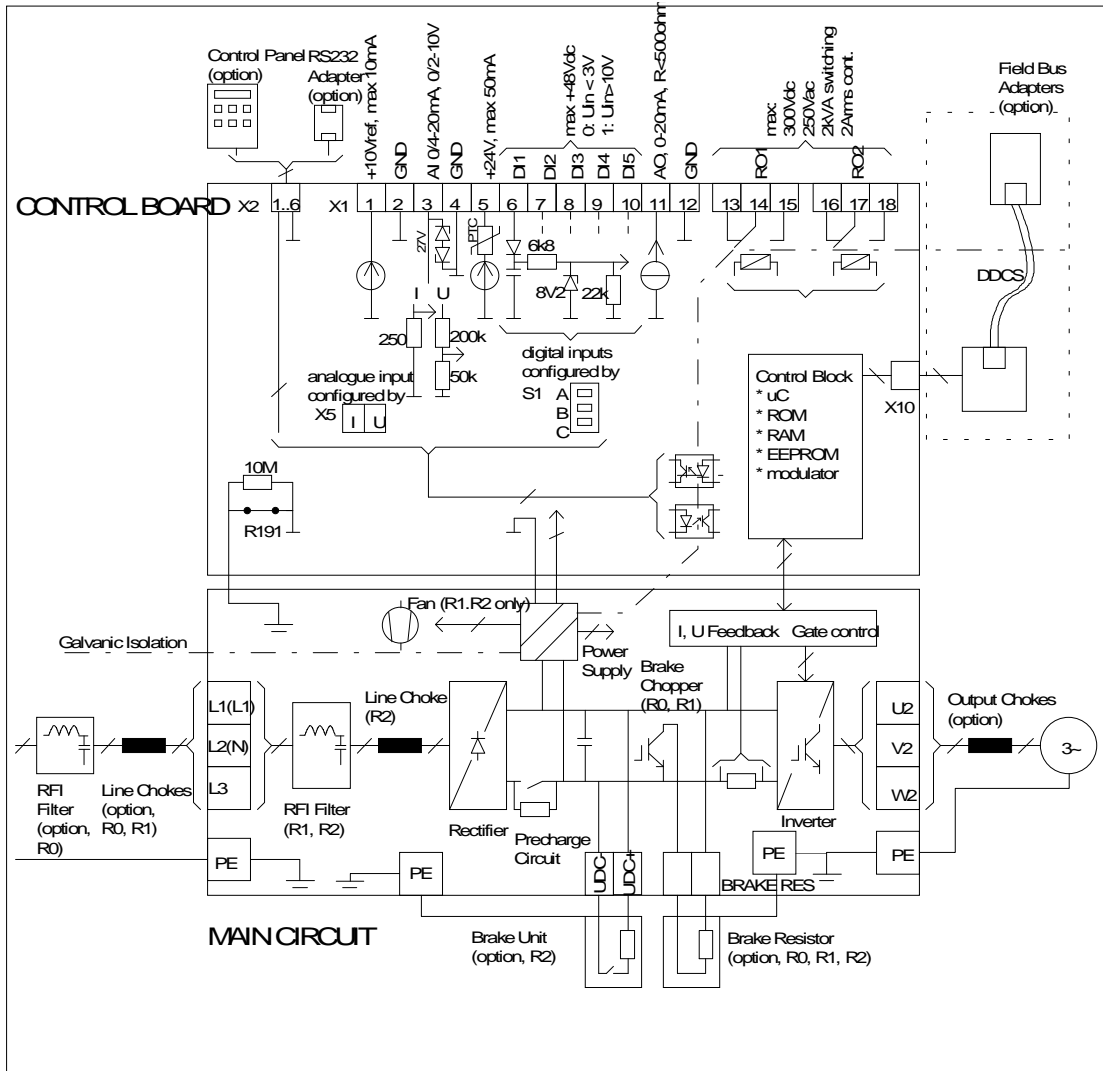 Control Panel
(option)
RS232
Adapter
(option)
+10Vref, max 10mA
GND
AI 0/4-20mA, 0/2-10V
GND
+24V, max 50mA
DI1
DI2
DI3
DI4
DI5
max +48Vdc
0: Uin < 3V
1: Uin>10V
AO, 0-20mA, R<500ohm
GND
RO1
RO2
max:
300Vdc
250Vac
2kVA switching
2Arms cont.
Field Bus
Adapters
(option)
CONTROL BOARD
X2
1..6
X1
1
2
3
4
5
6
7
8
9
10
11
12
13
14
15
16
17
18
27V
PTC
6k8
8V2
22k
I U
250
200k
50k
DDCS
analogue input
configured by
X5
I U
digital inputs
configured by
S1
A
B
C
Control Block
* uC
* ROM
* RAM
* EEPROM
* modulator
X10
10M
R191
Fan (R1.R2 only)
Galvanic Isolation
Power
Supply
I, U Feedback Gate control
Brake
Chopper
(R0, R1)
Line Choke
(R2)
Output Chokes
(option)
L1(L1)
L2(N)
L3
U2
V2
W2
3~
RFI
Filter
(option,
R0)
Line Chokes
(option,
R0, R1)
RFI Filter
(R1, R2)
Rectifier
Precharge
Circuit
Inverter
PE
PE
UDC-
UDC+
BRAKE RES
PE
PE
MAIN CIRCUIT
Brake Unit
(option, R2)
Brake Resistor
(option, R0, R1, R2)